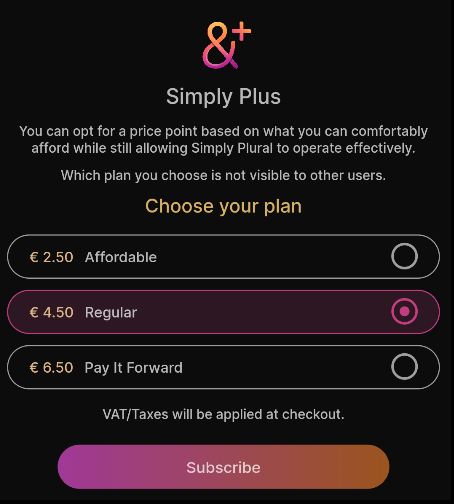 &+
Simply Plus
You can opt for a price point based on what you can comfortably
afford while still allowing Simply Plural to operate effectively.
Which plan you choose is not visible to other users.
Choose your plan
€ 2.50 Affordable
€ 4.50 Regular
€ 6.50 Pay It Forward
VAT/Taxes will be applied at checkout.
Subscribe